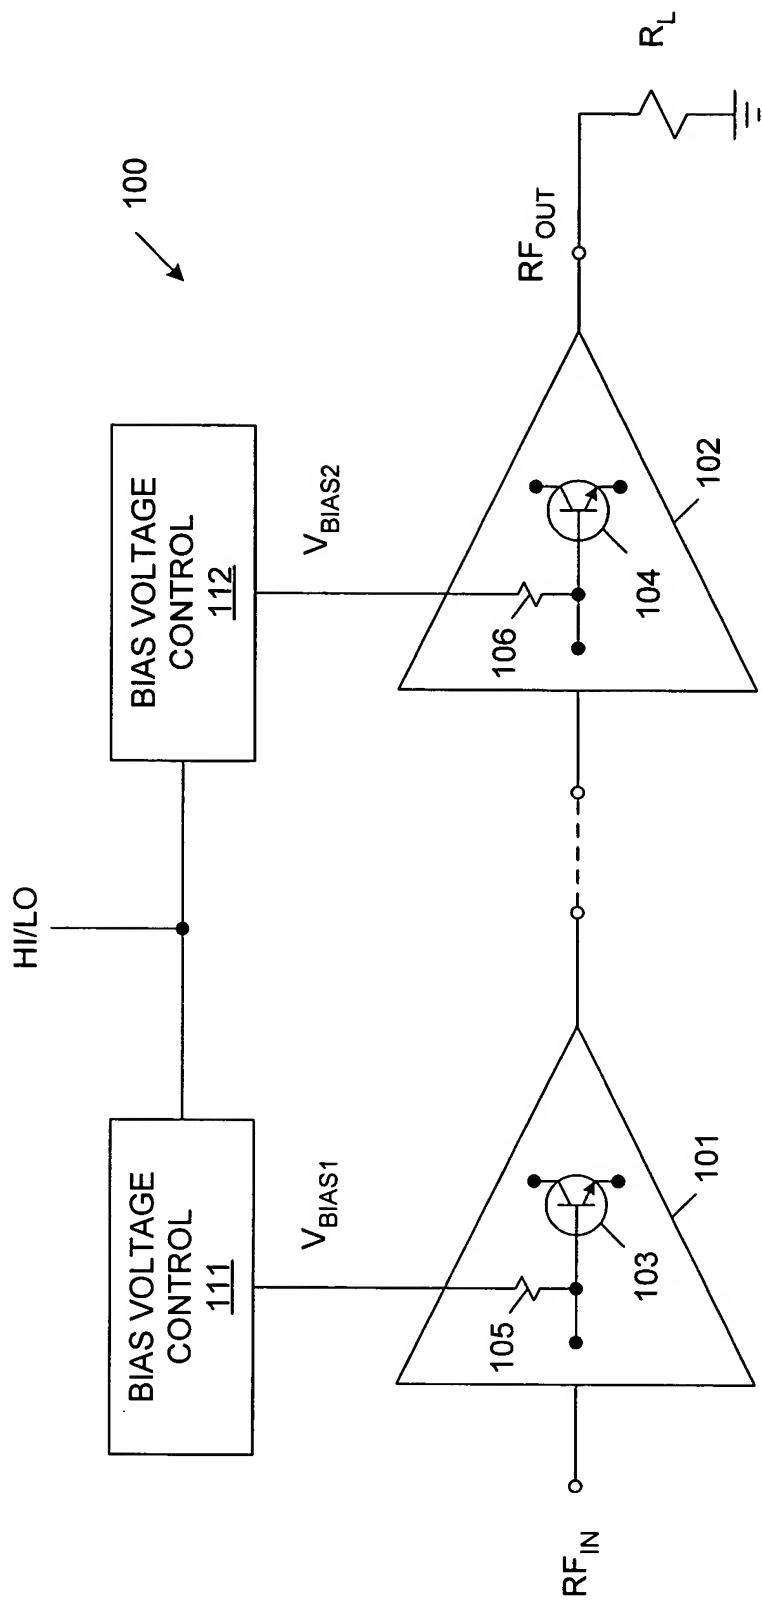 100
HI/LO
BIAS VOLTAGE
CONTROL
111
BIAS VOLTAGE
CONTROL
112
VBIAS1
VBIAS2
RFIN
105
103
101
106
104
102
RFOUT
RL